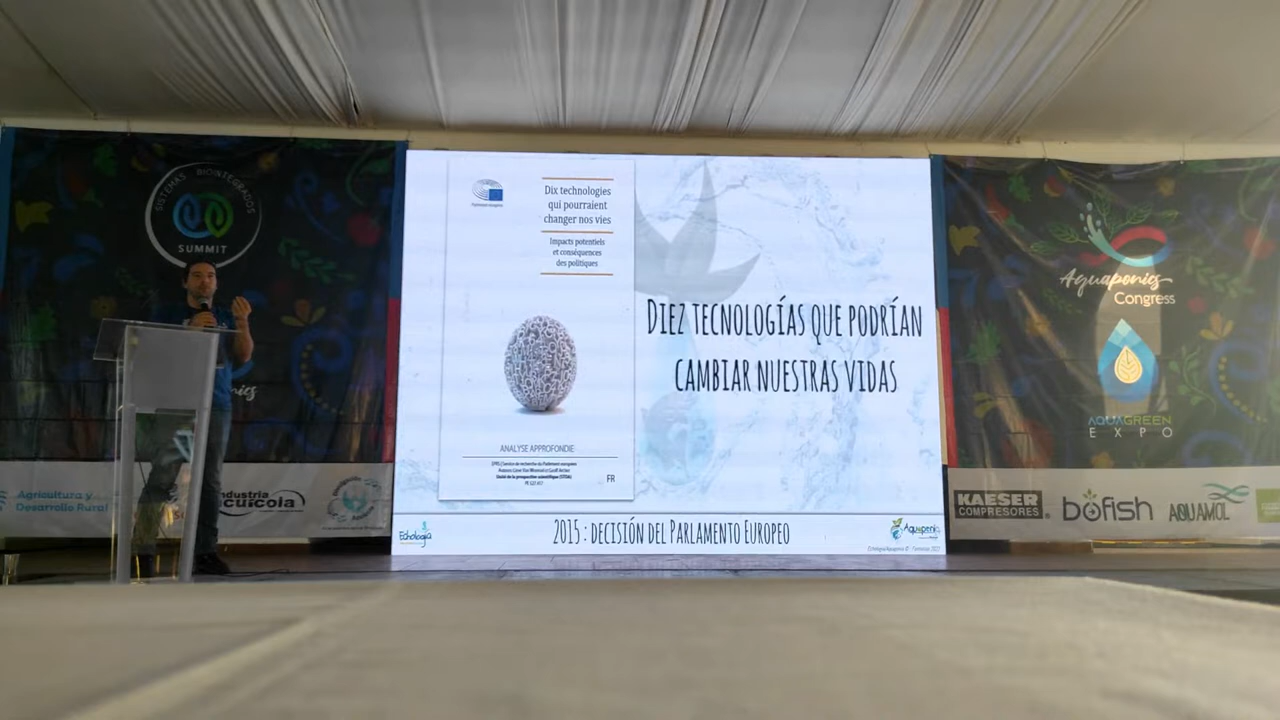 SISTEMAS BIOINTEGRADOS
SUMMIT
Agricultura y
Desarrollo Rural
Dix technologies
qui pourraient
changer nos vies
Impacts potentiels
et conséquences
des politiques
ANALYSE APPROFONDIE
FR
DIEZ TECNOLOGÍAS QUE PODRÍAN
CAMBIAR NUESTRAS VIDAS
Echología
2015 : DECISIÓN DEL PARLAMENTO EUROPEO
Aquaponics
Congress
AQUAGREEN
EXPO
KAESER
COMPRESORES
bofish
AQUAMOL